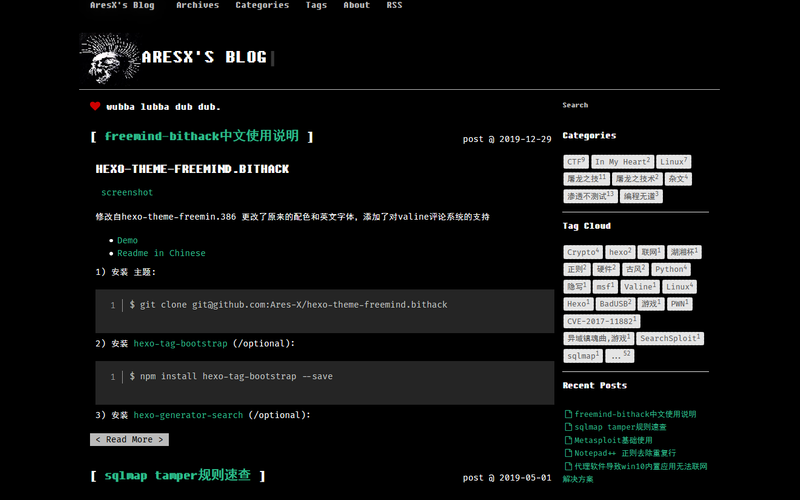 AresX's Blog Archives Categories Tags About RSS
ARESX'S BLOG
wubba lubba dub dub.
[ freemind-bithack中文使用说明 ]
post @ 2019-12-29
HEXO-THEME-FREEMIND.BITHACK
screenshot
修改自hexo-theme-freemin.386 更改了原来的配色和英文字体，添加了对valine评论系统的支持
Demo
Readme in Chinese
1) 安装 主题:
1 $ git clone git@github.com:Ares-X/hexo-theme-freemind.bithack
2) 安装 hexo-tag-bootstrap (/optional):
1 $ npm install hexo-tag-bootstrap --save
3) 安装 hexo-generator-search (/optional):
< Read More >
[ sqlmap tamper规则速查 ]
post @ 2019-05-01
Search
Categories
CTF9 In My Heart2 Linux7
屠龙之技11 屠龙之技术2 杂文4
渗透不测试13 编程无道3
Tag Cloud
Crypto4 hexo2 联网1 湖湘杯1
正则2 硬件2 古风2 Python4
隐写1 msf1 Valine1 Linux4
Hexo1 BadUSB2 游戏1 PWN1
CVE-2017-118821
异域镇魂曲,游戏1 SearchSploit1
sqlmap1 ...52
Recent Posts
freemind-bithack中文使用说明
sqlmap tamper规则速查
Metasploit基础使用
Notepad++ 正则去除重复行
代理软件导致win10内置应用无法联网
解决方案